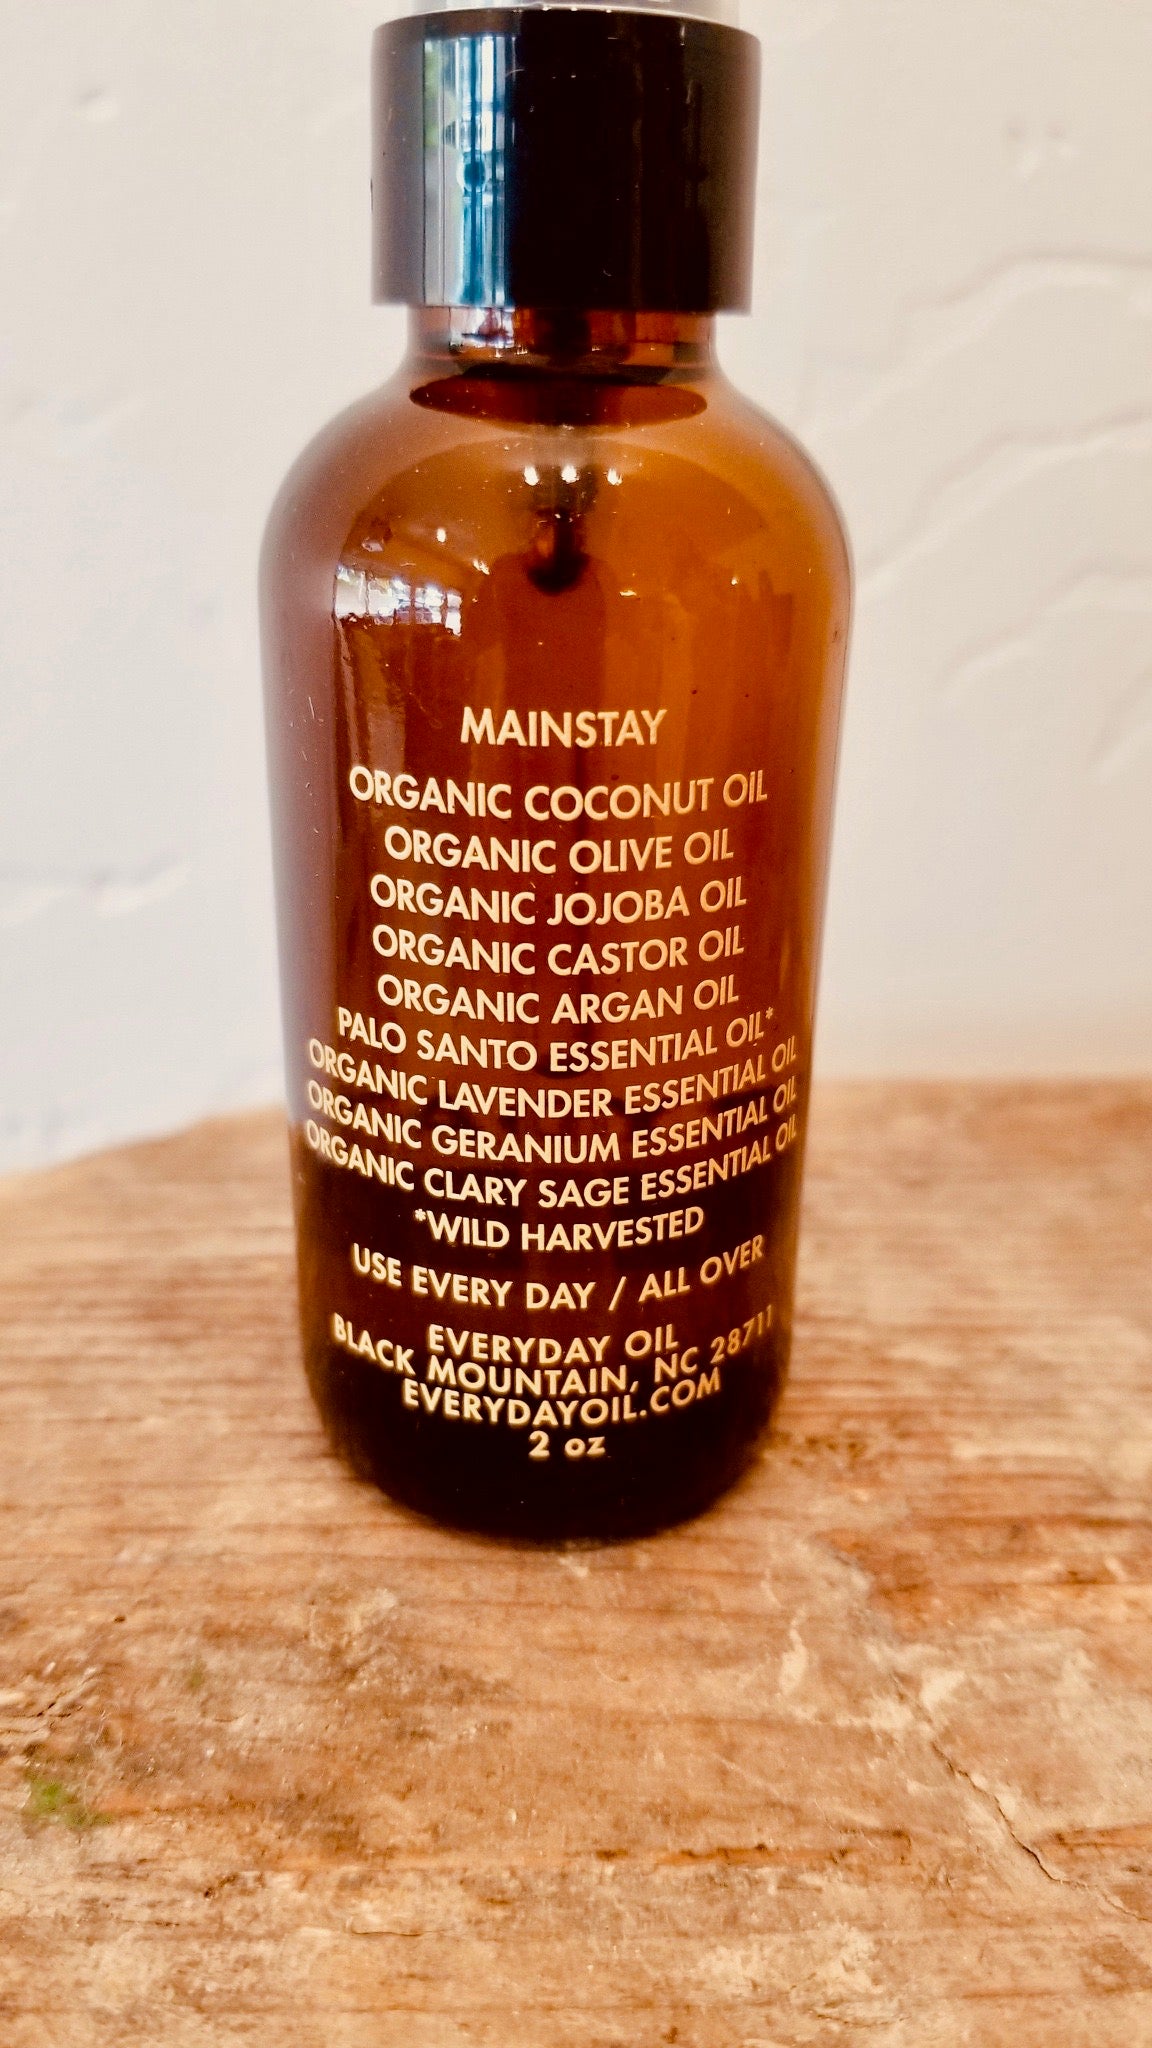 MAINSTAY
ORGANIC COCONUT OIL
ORGANIC OLIVE OIL
ORGANIC JOJOBA OIL
ORGANIC CASTOR OIL
ORGANIC ARGAN OIL
PALO SANTO ESSENTIAL OIL*
ORGANIC LAVENDER ESSENTIAL OIL
ORGANIC GERANIUM ESSENTIAL OIL
ORGANIC CLARY SAGE ESSENTIAL OIL
*WILD HARVESTED
USE EVERY DAY / ALL OVER
EVERYDAY OIL
BLACK MOUNTAIN, NC 28711
EVERYDAYOIL.COM
2 oz